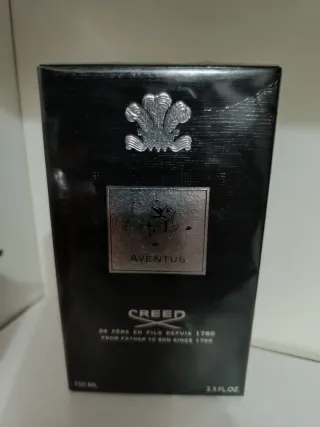 AVENTUS
CREED
DE PÈRE EN FILS DEPUIS 1760
FROM FATHER TO SON SINCE 1760
100 ML
3.3 FL.OZ.